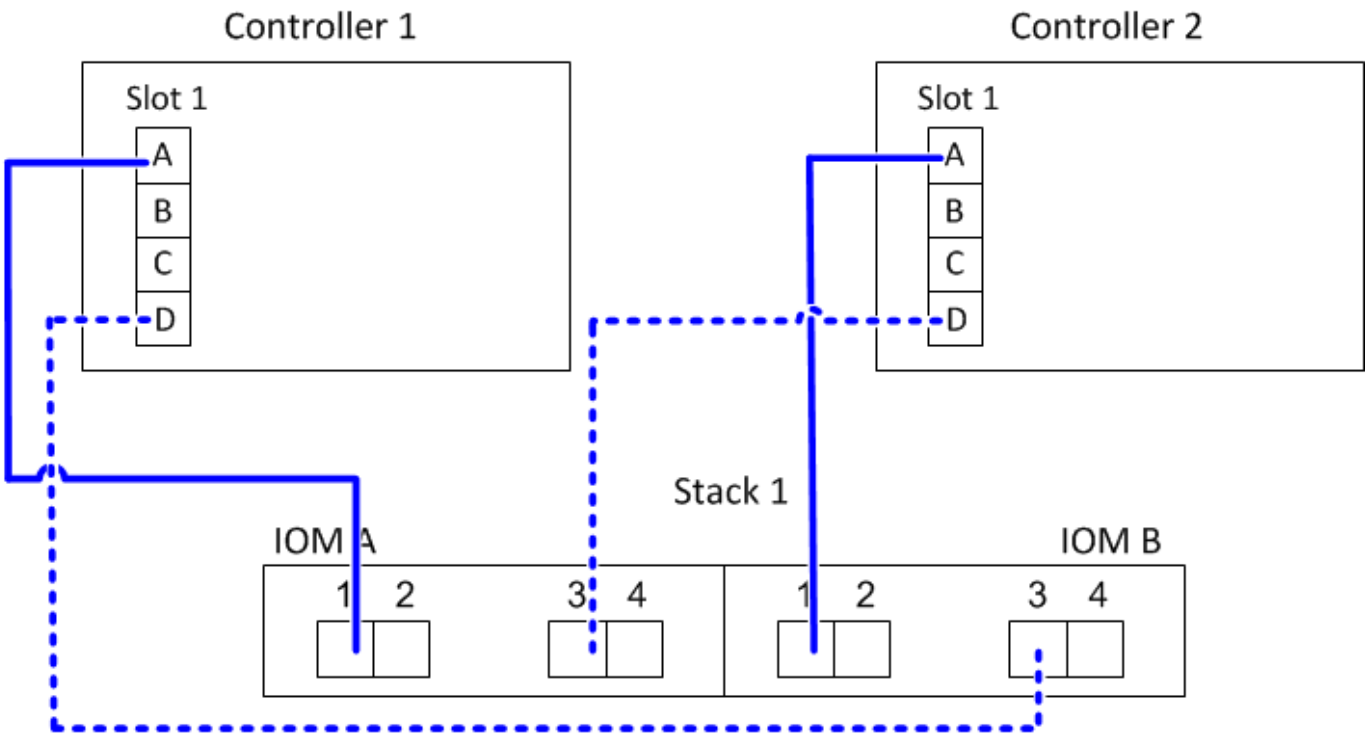 Controller 1
Controller 2
Slot 1
Slot 1
A
A
B
B
C
C
D
D
Stack 1
IOM A
IOM B
1 2 3 4 1 2 3 4